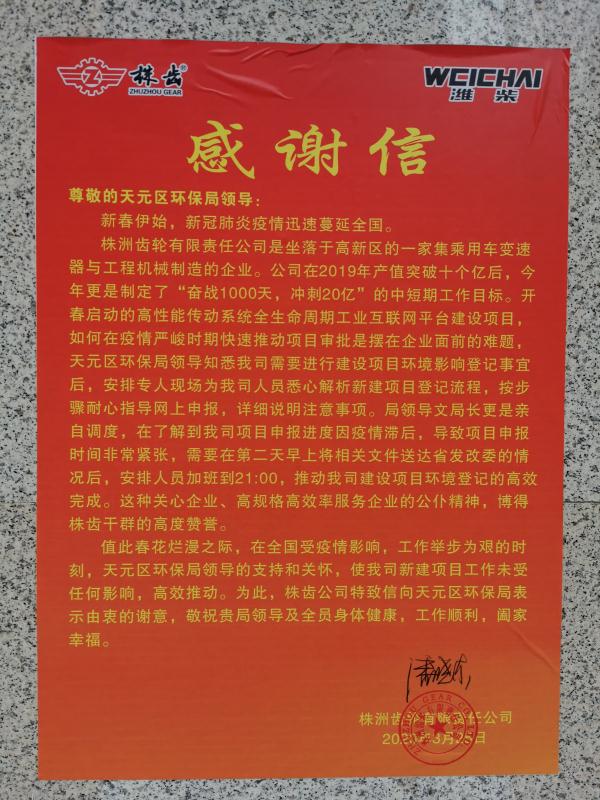 株齿®
ZHUZHOU GEAR
WEICHAI
潍柴
感谢信
尊敬的天元区环保局领导：
新春伊始，新冠肺炎疫情迅速蔓延全国。
株洲齿轮有限责任公司是坐落于高新区的一家集乘用车变速
器与工程机械制造的企业。公司在2019年产值突破十个亿后，今
年更是制定了“奋战1000天，冲刺20亿”的中短期工作目标。开
春启动的高性能传动系统全生命周期工业互联网平台建设项目，
如何在疫情严峻时期快速推动项目审批是摆在企业面前的难题，
天元区环保局领导知悉我司需要进行建设项目环境影响登记事宜
后，安排专人现场为我司人员悉心解析新建项目登记流程，按步
骤耐心指导网上申报，详细说明注意事项。局领导文局长更是亲
自调度，在了解到我司项目申报进度因疫情滞后，导致项目申报
时间非常紧张，需要在第二天早上将相关文件送达省发改委的情
况后，安排人员加班到21:00，推动我司建设项目环境登记的高效
完成。这种关心企业、高规格高效率服务企业的公仆精神，博得
株齿干群的高度赞誉。
值此春花烂漫之际，在全国受疫情影响，工作举步为艰的时
刻，天元区环保局领导的支持和关怀，使我司新建项目工作未受
任何影响，高效推动。为此，株齿公司特致信向天元区环保局表
示由衷的谢意，敬祝贵局领导及全员身体健康，工作顺利，阖家
幸福。
株洲齿轮有限责任公司
2020年3月25日